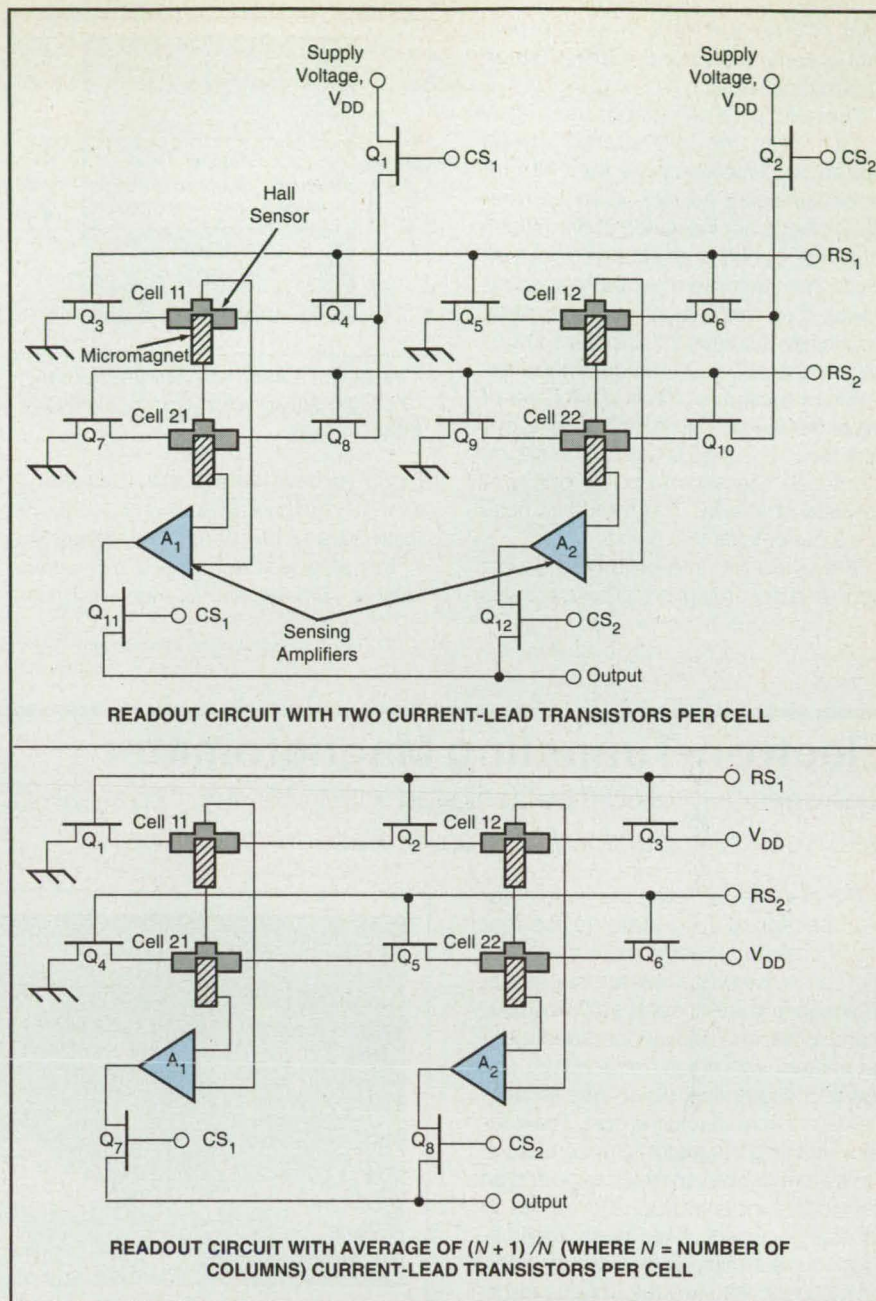 Supply
Voltage,
V_DD
Supply
Voltage,
V_DD
Q1
CS1
Q2
CS2
Hall
Sensor
RS1
Cell 11
Cell 12
Q3
Q4
Q5
Q6
Micromagnet
RS2
Cell 21
Cell 22
Q7
Q8
Q9
Q10
A1
A2
Q11
CS1
Q12
CS2
Sensing
Amplifiers
Output
READOUT CIRCUIT WITH TWO CURRENT-LEAD TRANSISTORS PER CELL
RS1
Cell 11
Cell 12
Q1
Q2
Q3
VDD
RS2
Cell 21
Cell 22
Q4
Q5
Q6
VDD
A1
A2
Q7
CS1
Q8
CS2
Output
READOUT CIRCUIT WITH AVERAGE OF (N + 1) /N (WHERE N = NUMBER OF
COLUMNS) CURRENT-LEAD TRANSISTORS PER CELL